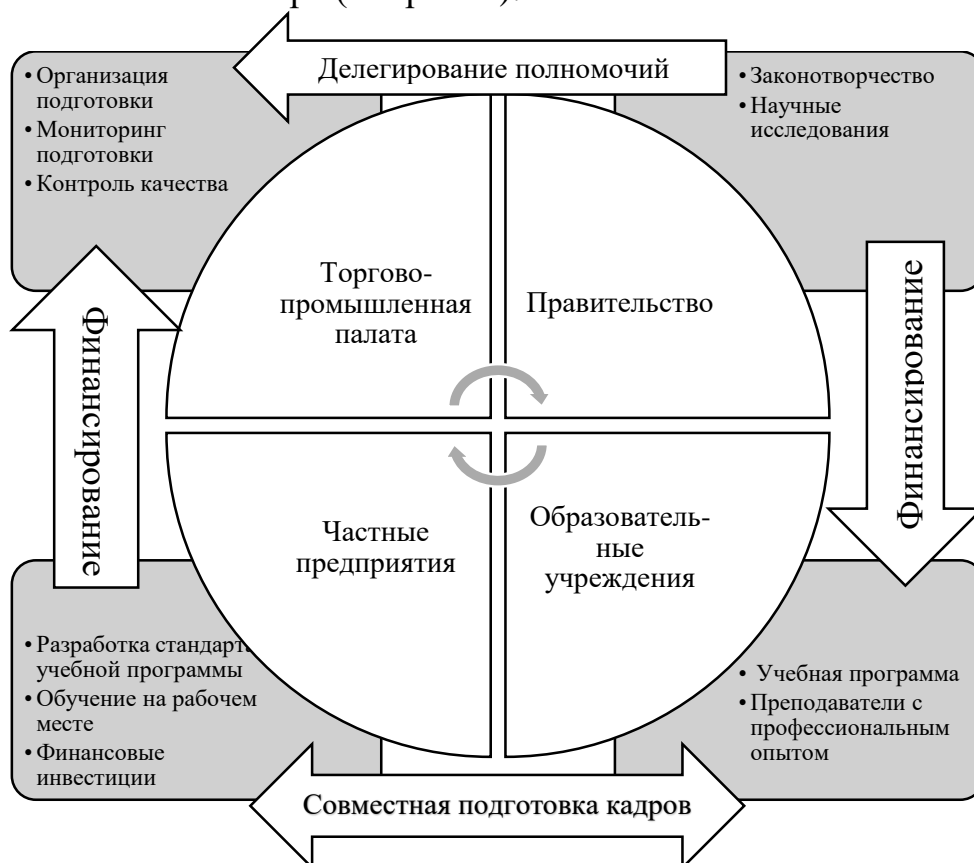 Делегирование полномочий
• Организация
подготовки
• Мониторинг
подготовки
• Контроль качества
• Законотворчество
• Научные
исследования
Торгово-
промышленная
палата
Правительство
Финансирование
Финансирование
Частные
предприятия
Образователь-
ные
учреждения
• Разработка стандарта
учебной программы
• Обучение на рабочем
месте
• Финансовые
инвестиции
• Учебная программа
• Преподаватели с
профессиональным
опытом
Совместная подготовка кадров